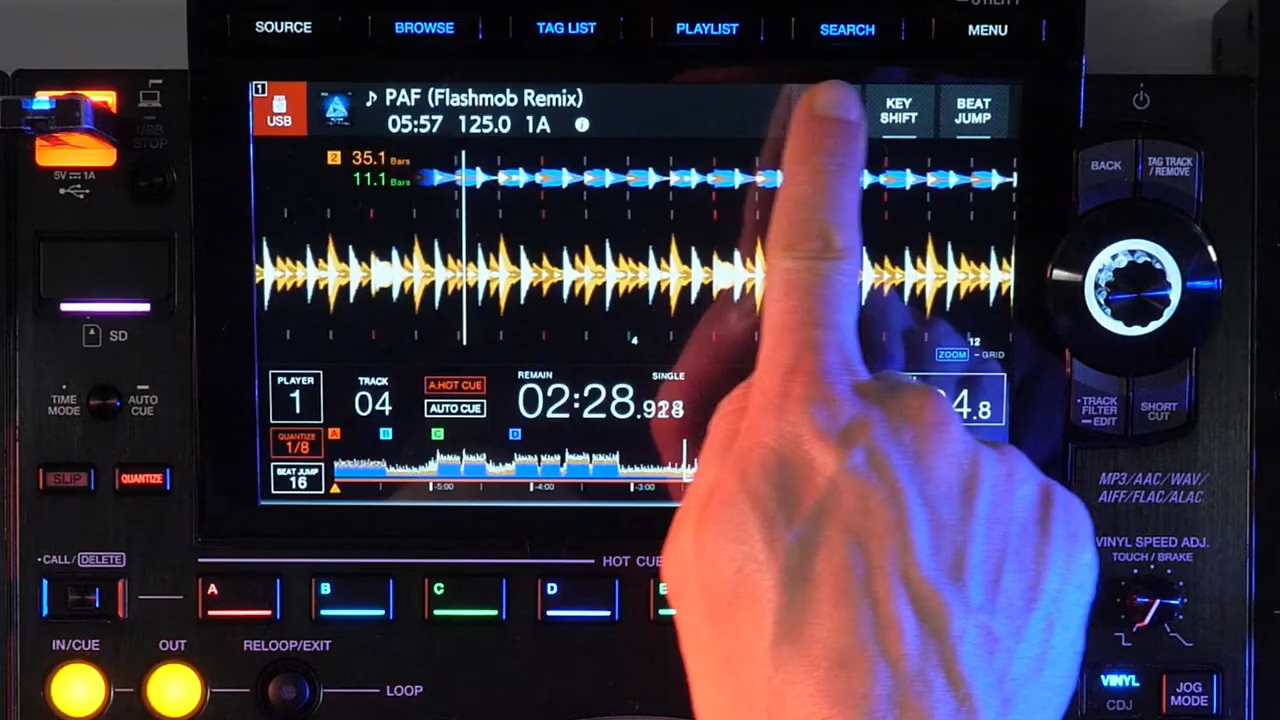 SOURCE
BROWSE
TAG LIST
PLAYLIST
SEARCH
MENU
1
USB
PAF (Flashmob Remix)
05:57 125.0 1A
KEY
SHIFT
BEAT
JUMP
USB
STOP
5V 1A
BACK
TAG TRACK
/ REMOVE
2 35.1 Bars
11.1 Bars
SD
4
12
ZOOM - GRID
TIME
MODE
AUTO
CUE
PLAYER
1
TRACK
04
A.HOT CUE
AUTO CUE
REMAIN
SINGLE
02:28
4.8
TRACK
FILTER
EDIT
SHORT
CUT
QUANTIZE
1/8
A
B
C
D
BEAT JUMP
16
-5:00
-4:00
-3:00
SLIP
QUANTIZE
MP3/AAC/WAV/
AIFF/FLAC/ALAC
VINYL SPEED ADJ.
TOUCH / BRAKE
CALL / DELETE
HOT CUE
A
B
C
D
E
IN/CUE
OUT
RELOOP/EXIT
LOOP
VINYL
CDJ
JOG
MODE